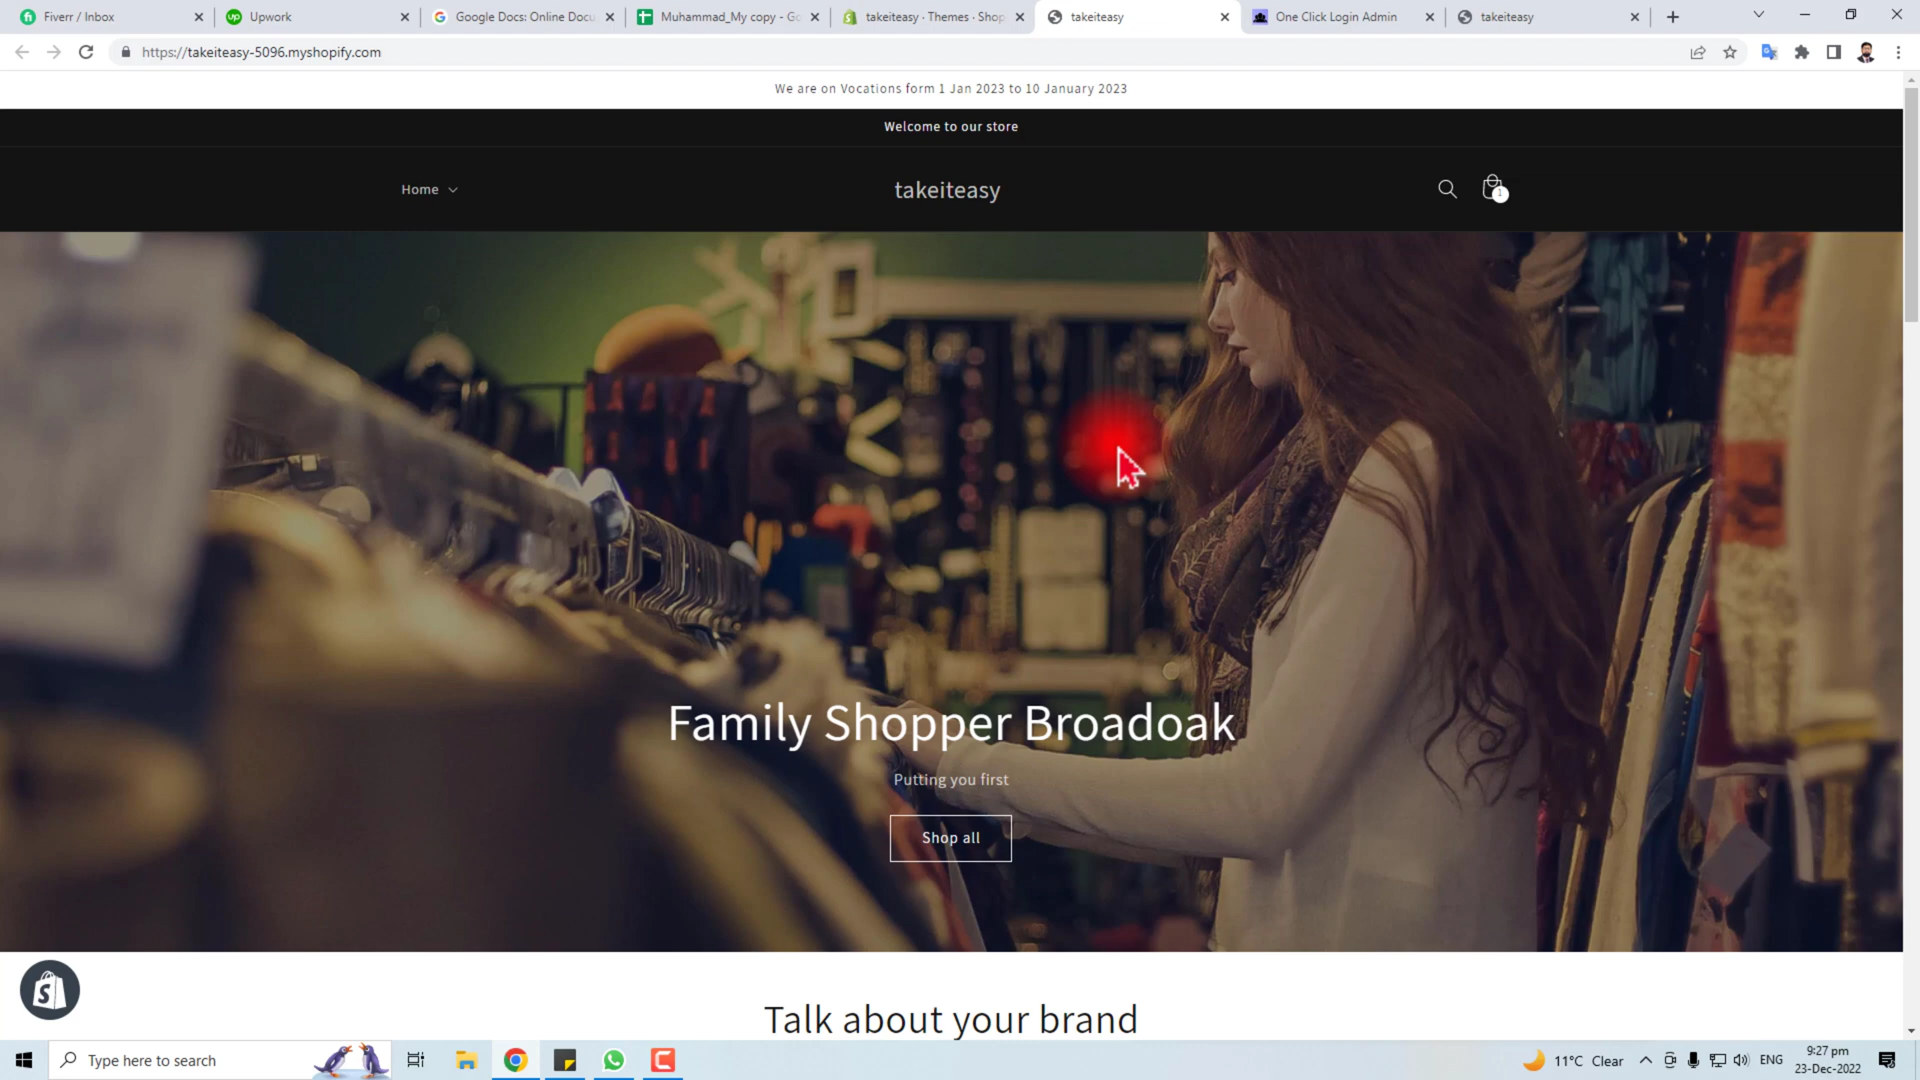 Fiverr / Inbox
Upwork
Google Docs: Online Docu
Muhammad_My copy - Go
takeiteasy · Themes · Shop
takeiteasy
One Click Login Admin
takeiteasy
https://takeiteasy-5096.myshopify.com
We are on Vocations form 1 Jan 2023 to 10 January 2023
Welcome to our store
Home
takeiteasy
1
Family Shopper Broadoak
Putting you first
Shop all
Talk about your brand
Type here to search
11°C Clear
ENG
9:27 pm
23-Dec-2022